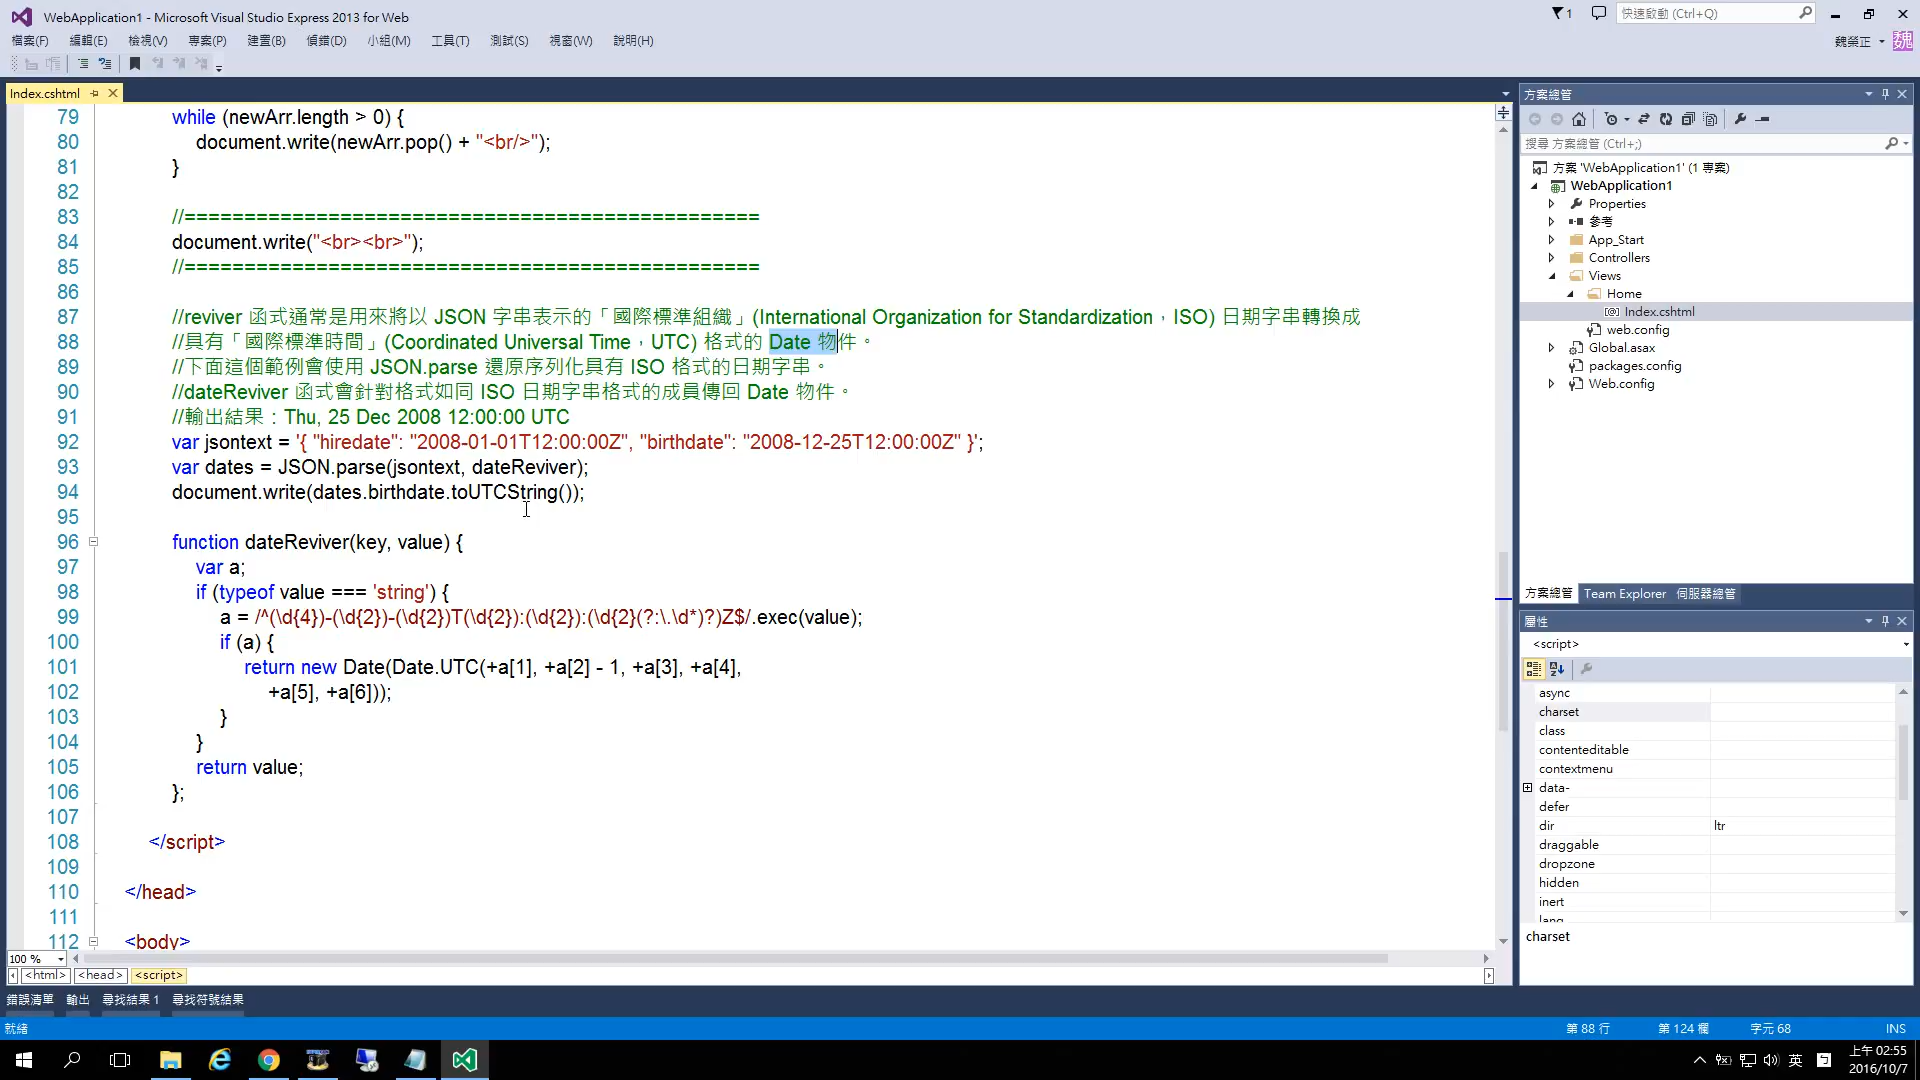 WebApplication1 - Microsoft Visual Studio Express 2013 for Web
1
快速啟動 (Ctrl+Q)
檔案(F) 編輯(E) 檢視(V) 專案(P) 建置(B) 偵錯(D) 小組(M) 工具(T) 測試(S) 視窗(W) 說明(H)
魏榮正
魏
Index.cshtml
79 while (newArr.length > 0) {
80 document.write(newArr.pop() + "<br/>");
81 }
82
83 //================================================
84 document.write("<br><br>");
85 //================================================
86
87 //reviver 函式通常是用來將以 JSON 字串表示的「國際標準組織」(International Organization for Standardization，ISO) 日期字串轉換成
88 //具有「國際標準時間」(Coordinated Universal Time，UTC) 格式的 Date 物件。
89 //下面這個範例會使用 JSON.parse 還原序列化具有 ISO 格式的日期字串。
90 //dateReviver 函式會針對格式如同 ISO 日期字串格式的成員傳回 Date 物件。
91 //輸出結果：Thu, 25 Dec 2008 12:00:00 UTC
92 var jsontext = '{ "hiredate": "2008-01-01T12:00:00Z", "birthdate": "2008-12-25T12:00:00Z" }';
93 var dates = JSON.parse(jsontext, dateReviver);
94 document.write(dates.birthdate.toUTCString());
95
96 function dateReviver(key, value) {
97 var a;
98 if (typeof value === 'string') {
99 a = /^(\d{4})-(\d{2})-(\d{2})T(\d{2}):(\d{2}):(\d{2}(?:\.\d*)?)Z$/.exec(value);
100 if (a) {
101 return new Date(Date.UTC(+a[1], +a[2] - 1, +a[3], +a[4],
102 +a[5], +a[6]));
103 }
104 }
105 return value;
106 };
107
108 </script>
109
110 </head>
111
112 <body>
100 %
<html> <head> <script>
錯誤清單 輸出 尋找結果 1 尋找符號結果
方案總管
搜尋 方案總管 (Ctrl+;)
方案 'WebApplication1' (1 專案)
WebApplication1
Properties
參考
App_Start
Controllers
Views
Home
Index.cshtml
web.config
Global.asax
packages.config
Web.config
方案總管 Team Explorer 伺服器總管
屬性
<script>
async
charset
class
contenteditable
contextmenu
data-
defer
dir ltr
draggable
dropzone
hidden
inert
lang
charset
就緒 第 88 行 第 124 欄 字元 68 INS
英
上午 02:55
2016/10/7